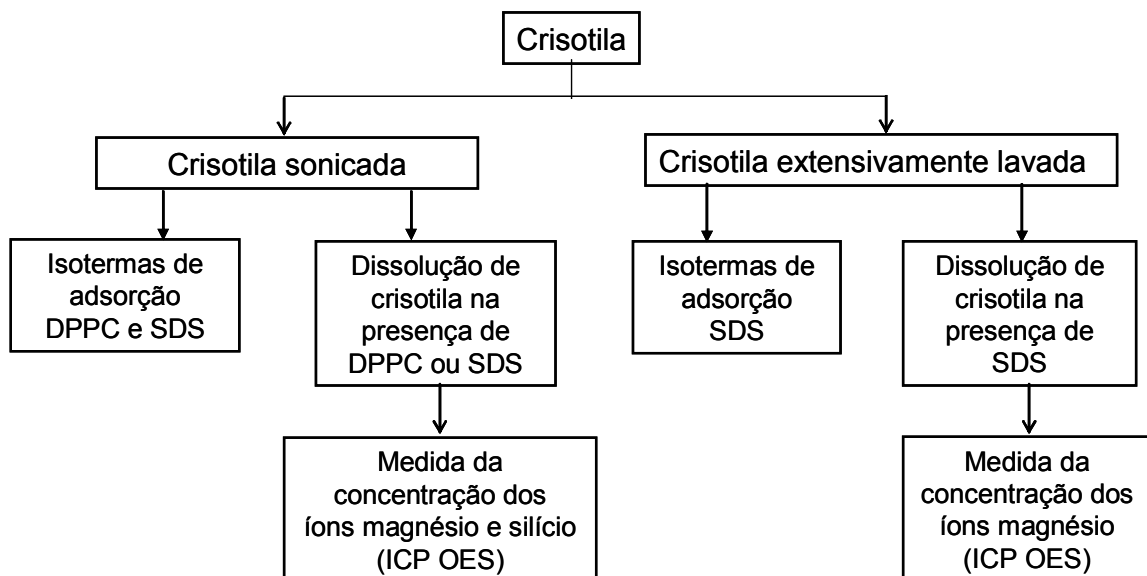 Crisotila
Crisotila sonicada
Crisotila extensivamente lavada
Isotermas de
adsorção
DPPC e SDS
Dissolução de
crisotila na
presença de
DPPC ou SDS
Isotermas de
adsorção
SDS
Dissolução de
crisotila na
presença de
SDS
Medida da
concentração dos
íons magnésio e silício
(ICP OES)
Medida da
concentração dos
íons magnésio
(ICP OES)